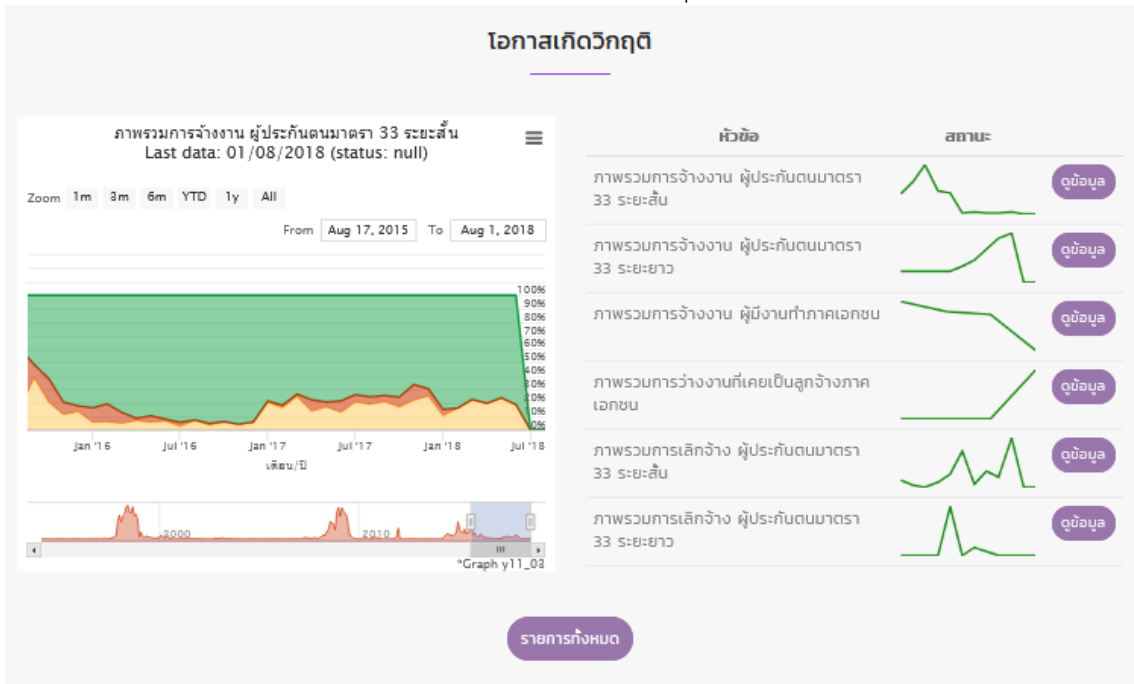 โอกาสเกิดวิกฤติ
ภาพรวมการจ้างงาน ผู้ประกันตนมาตรา 33 ระยะสั้น
Last data: 01/08/2018 (status: null)
Zoom 1m 3m 6m YTD 1y All
From Aug 17, 2015 To Aug 1, 2018
100%
90%
80%
70%
60%
50%
40%
30%
20%
10%
0%
Jan '16 Jul '16 Jan '17 Jul '17 Jan '18 Jul '18
เดือน/ปี
2000 2010
*Graph y11_03
หัวข้อ สถานะ
ภาพรวมการจ้างงาน ผู้ประกันตนมาตรา
33 ระยะสั้น
ดูข้อมูล
ภาพรวมการจ้างงาน ผู้ประกันตนมาตรา
33 ระยะยาว
ดูข้อมูล
ภาพรวมการจ้างงาน ผู้มีงานทำภาคเอกชน
ดูข้อมูล
ภาพรวมการว่างงานที่เคยเป็นลูกจ้างภาค
เอกชน
ดูข้อมูล
ภาพรวมการเลิกจ้าง ผู้ประกันตนมาตรา
33 ระยะสั้น
ดูข้อมูล
ภาพรวมการเลิกจ้าง ผู้ประกันตนมาตรา
33 ระยะยาว
ดูข้อมูล
รายการทั้งหมด